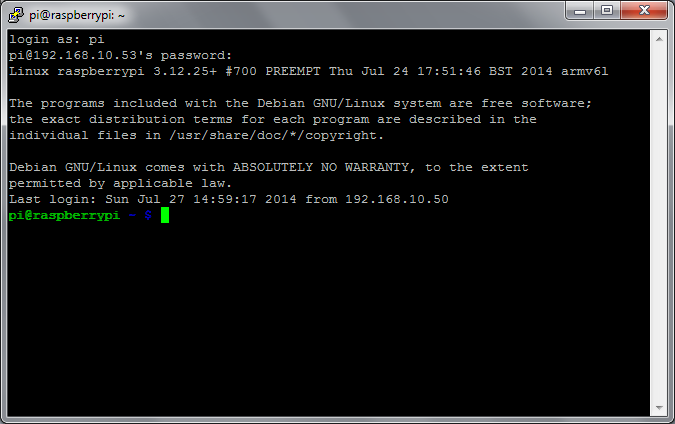 pi@raspberrypi: ~
login as: pi
pi@192.168.10.53's password:
Linux raspberrypi 3.12.25+ #700 PREEMPT Thu Jul 24 17:51:46 BST 2014 armv6l
The programs included with the Debian GNU/Linux system are free software;
the exact distribution terms for each program are described in the
individual files in /usr/share/doc/*/copyright.
Debian GNU/Linux comes with ABSOLUTELY NO WARRANTY, to the extent
permitted by applicable law.
Last login: Sun Jul 27 14:59:17 2014 from 192.168.10.50
pi@raspberrypi ~ $